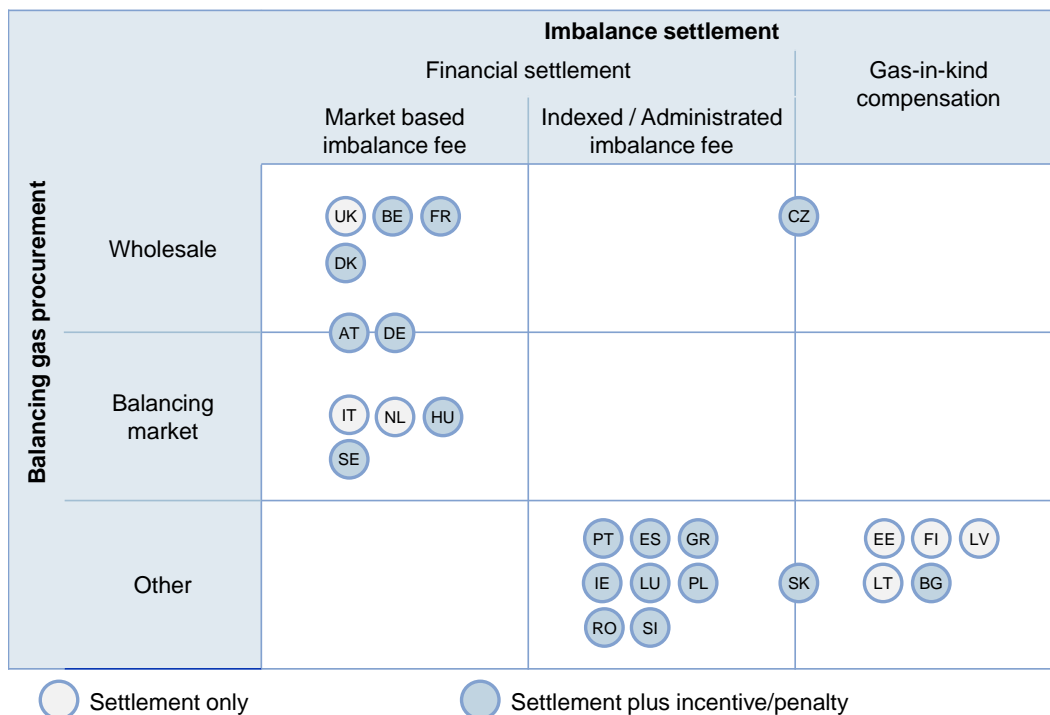 Imbalance settlement
Financial settlement
Gas-in-kind
compensation
Market based
imbalance fee
Indexed / Administrated
imbalance fee
Balancing gas procurement
Wholesale
UK BE FR
CZ
DK
AT DE
Balancing
market
IT NL HU
SE
Other
PT ES GR
EE FI LV
IE LU PL
SK
LT BG
RO SI
Settlement only
Settlement plus incentive/penalty